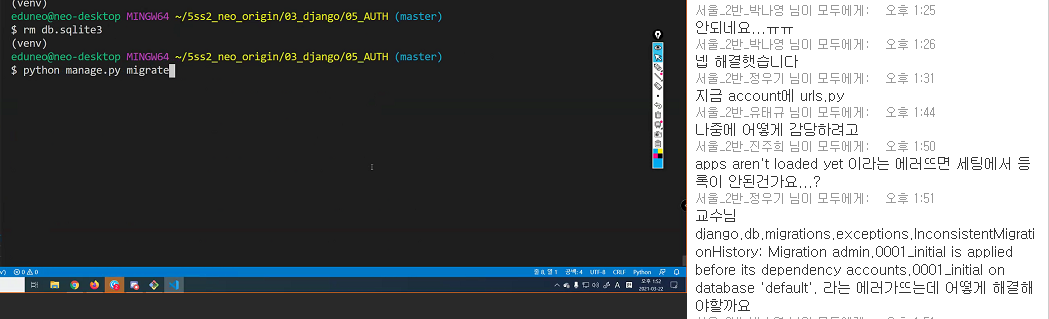 (venv)
eduneo@neo-desktop MINGW64 ~/5ss2_neo_origin/03_django/05_AUTH (master)
$ rm db.sqlite3
(venv)
eduneo@neo-desktop MINGW64 ~/5ss2_neo_origin/03_django/05_AUTH (master)
$ python manage.py migrate
0 0
줄 8, 열 1 공백: 4 UTF-8 CRLF Python
A
오후 1:52
2021-03-22
서울_2반_박나영 님이 모두에게: 오후 1:25
안되네요...ㅠㅠ
서울_2반_박나영 님이 모두에게: 오후 1:26
넵 해결했습니다
서울_2반_정우기 님이 모두에게: 오후 1:31
지금 account에 urls.py
서울_2반_유태규 님이 모두에게: 오후 1:44
나중에 어떻게 감당하려고
서울_2반_진주희 님이 모두에게: 오후 1:50
apps aren't loaded yet 이라는 에러뜨면 세팅에서 등
록이 안된건가요...?
서울_2반_정우기 님이 모두에게: 오후 1:51
교수님
django.db.migrations.exceptions.InconsistentMigrati
onHistory: Migration admin.0001_initial is applied
before its dependency accounts.0001_initial on
database 'default'. 라는 에러가뜨는데 어떻게 해결해
야할까요